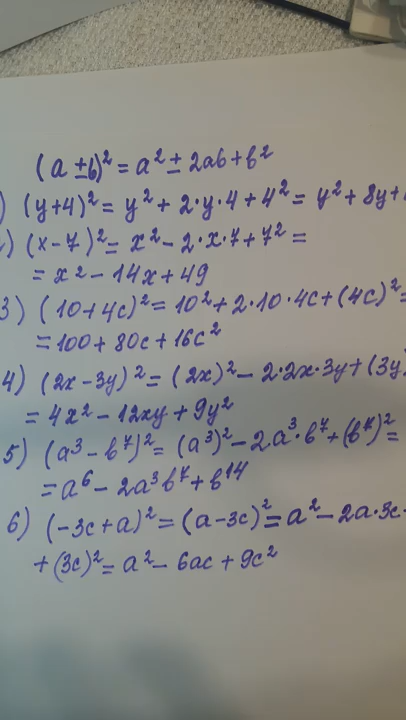 (a ± b)² = a² ± 2ab + b²
) (y+4)² = y² + 2·y·4 + 4² = y² + 8y +
) (x-7)² = x² - 2·x·7 + 7² =
= x² - 14x + 49
3) (10+4c)² = 10² + 2·10·4c + (4c)² =
= 100 + 80c + 16c²
4) (2x - 3y)² = (2x)² - 2·2x·3y + (3y)
= 4x² - 12xy + 9y²
5) (a³ - b⁷)² = (a³)² - 2a³·b⁷ + (b⁷)² =
= a⁶ - 2a³b⁷ + b¹⁴
6) (-3c + a)² = (a - 3c)² = a² - 2a·3c +
+ (3c)² = a² - 6ac + 9c²